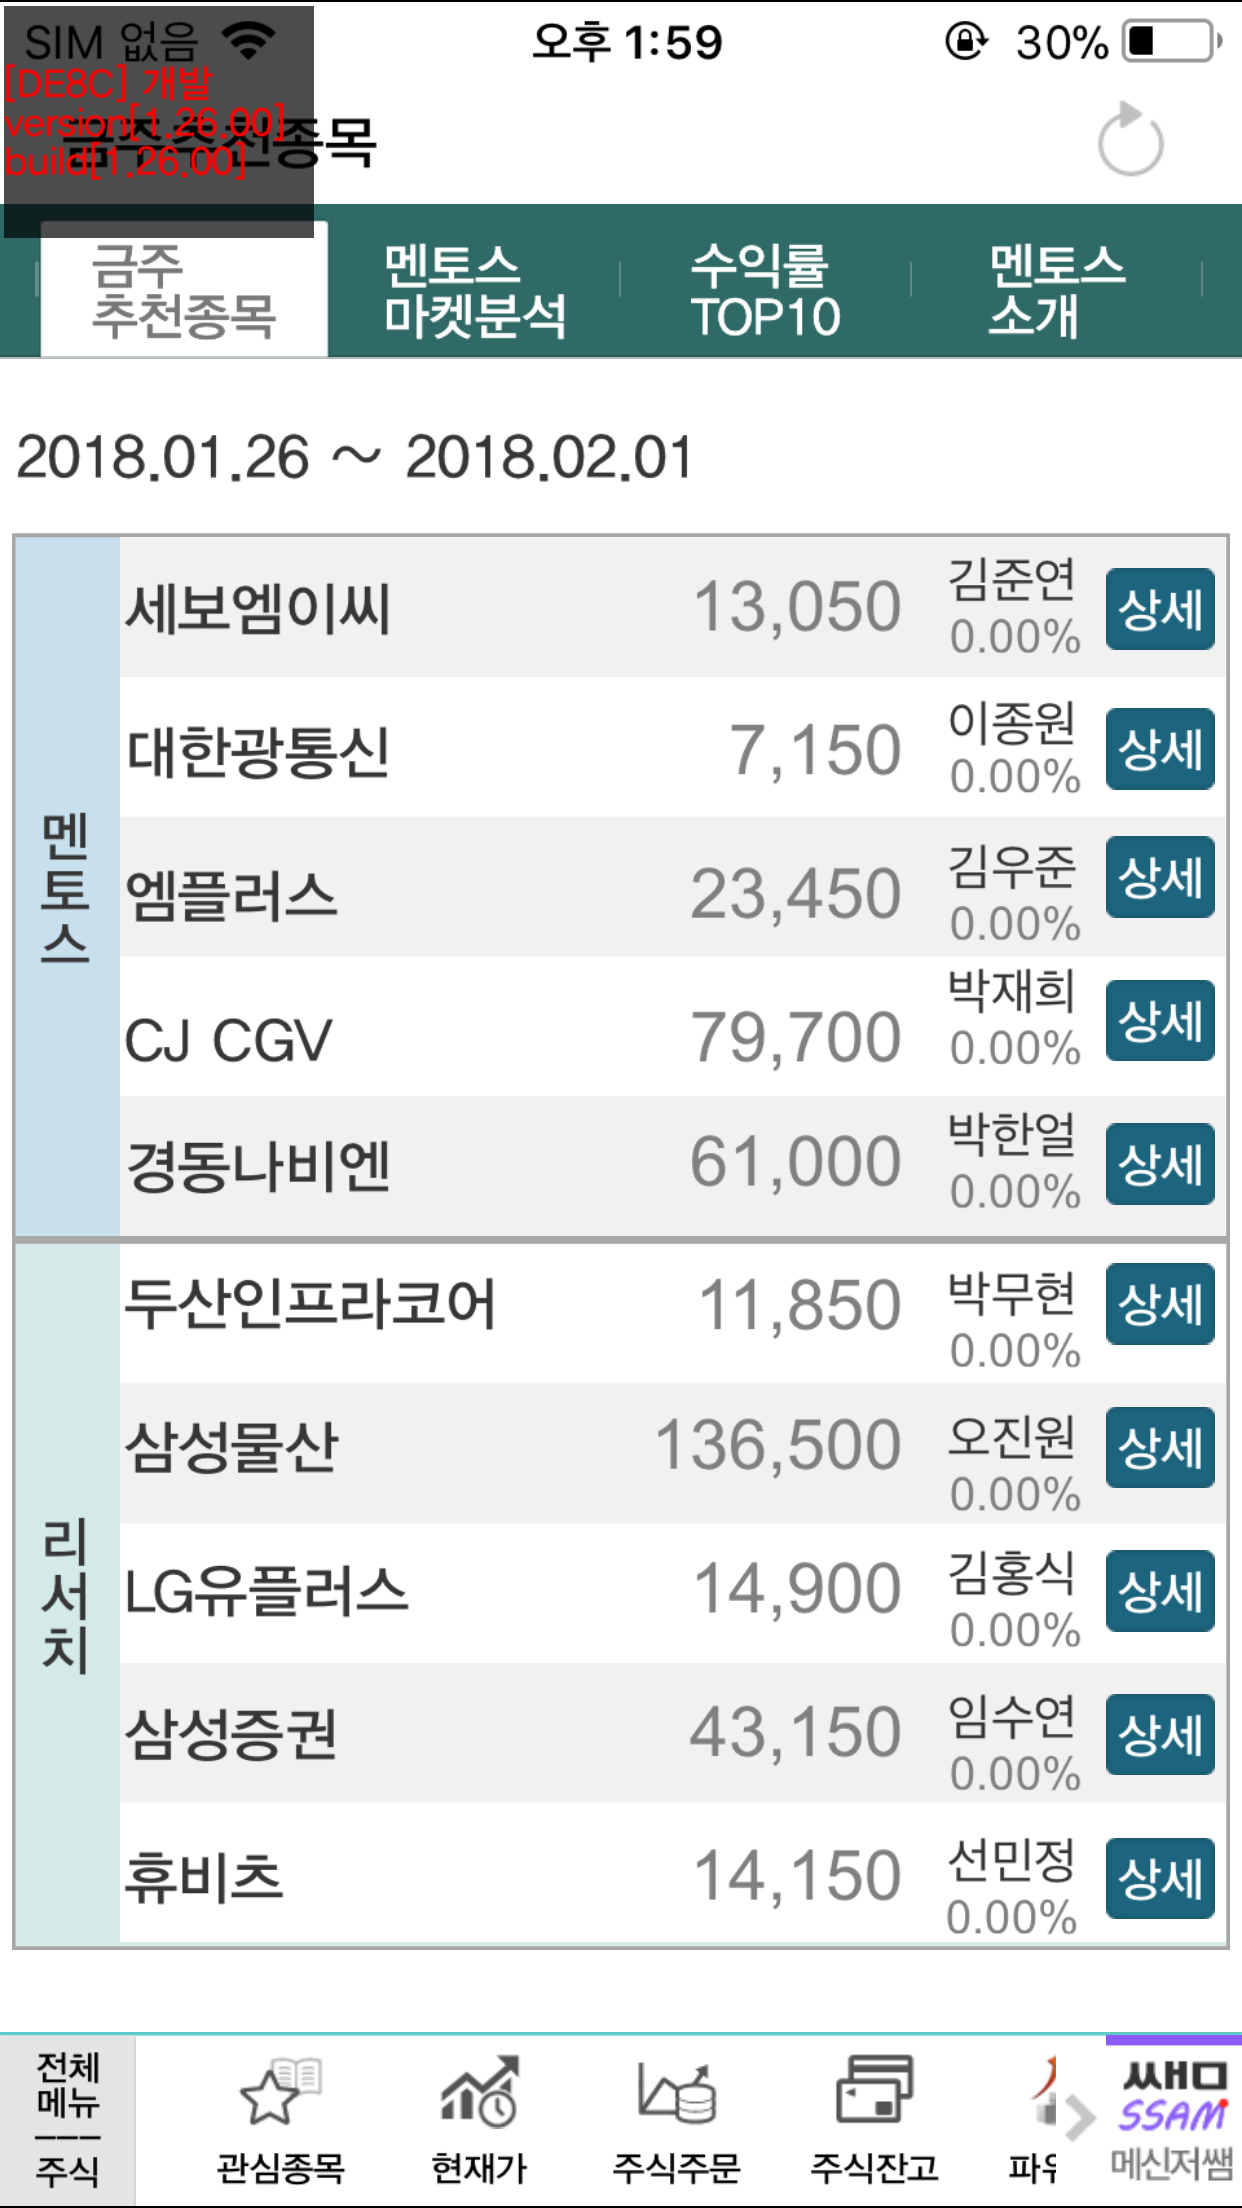 SIM 없음 오후 1:59 30%
[DE8C] 개발
version[1.26.00]
금주추천종목
build[1.26.00]
금주 추천종목
멘토스 마켓분석
수익률 TOP10
멘토스 소개
2018.01.26 ~ 2018.02.01
멘토스
세보엠이씨 13,050 김준연 0.00% 상세
대한광통신 7,150 이종원 0.00% 상세
엠플러스 23,450 김우준 0.00% 상세
CJ CGV 79,700 박재희 0.00% 상세
경동나비엔 61,000 박한얼 0.00% 상세
리서치
두산인프라코어 11,850 박무현 0.00% 상세
삼성물산 136,500 오진원 0.00% 상세
LG유플러스 14,900 김홍식 0.00% 상세
삼성증권 43,150 임수연 0.00% 상세
휴비츠 14,150 선민정 0.00% 상세
전체 메뉴
주식
관심종목
현재가
주식주문
주식잔고
쌤
SSAM
메신저쌤